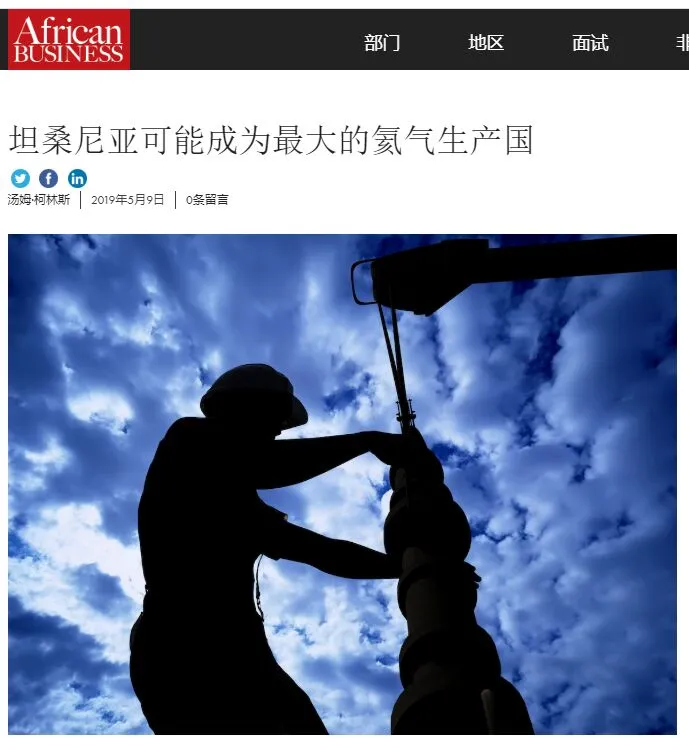 African
BUSINESS
部门 地区 面试
坦桑尼亚可能成为最大的氦气生产国
汤姆·柯林斯 | 2019年5月9日 | 0条留言